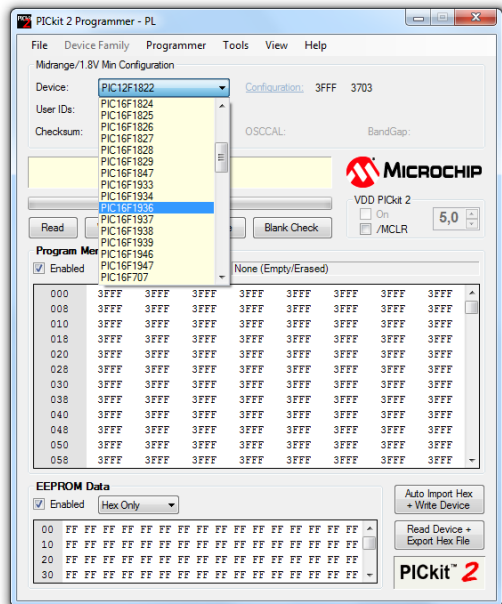 PICkit 2 Programmer - PL
File Device Family Programmer Tools View Help
Midrange/1.8V Min Configuration
Device: PIC12F1822 Configuration: 3FFF 3703
User IDs:
Checksum: OSCCAL: BandGap:
PIC16F1824
PIC16F1825
PIC16F1826
PIC16F1827
PIC16F1828
PIC16F1829
PIC16F1847
PIC16F1933
PIC16F1934
PIC16F1936
PIC16F1937
PIC16F1938
PIC16F1939
PIC16F1946
PIC16F1947
PIC16F707
MICROCHIP
VDD PICkit 2
On
/MCLR
5,0
Read Blank Check
Program
Enabled None (Empty/Erased)
000 3FFF 3FFF 3FFF 3FFF 3FFF 3FFF 3FFF 3FFF
008 3FFF 3FFF 3FFF 3FFF 3FFF 3FFF 3FFF 3FFF
010 3FFF 3FFF 3FFF 3FFF 3FFF 3FFF 3FFF 3FFF
018 3FFF 3FFF 3FFF 3FFF 3FFF 3FFF 3FFF 3FFF
020 3FFF 3FFF 3FFF 3FFF 3FFF 3FFF 3FFF 3FFF
028 3FFF 3FFF 3FFF 3FFF 3FFF 3FFF 3FFF 3FFF
030 3FFF 3FFF 3FFF 3FFF 3FFF 3FFF 3FFF 3FFF
038 3FFF 3FFF 3FFF 3FFF 3FFF 3FFF 3FFF 3FFF
040 3FFF 3FFF 3FFF 3FFF 3FFF 3FFF 3FFF 3FFF
048 3FFF 3FFF 3FFF 3FFF 3FFF 3FFF 3FFF 3FFF
050 3FFF 3FFF 3FFF 3FFF 3FFF 3FFF 3FFF 3FFF
058 3FFF 3FFF 3FFF 3FFF 3FFF 3FFF 3FFF 3FFF
EEPROM Data
Enabled Hex Only
00 FF FF FF FF FF FF FF FF FF FF FF FF FF FF FF FF
10 FF FF FF FF FF FF FF FF FF FF FF FF FF FF FF FF
20 FF FF FF FF FF FF FF FF FF FF FF FF FF FF FF FF
30 FF FF FF FF FF FF FF FF FF FF FF FF FF FF FF FF
Auto Import Hex
+ Write Device
Read Device +
Export Hex File
PICkit™ 2